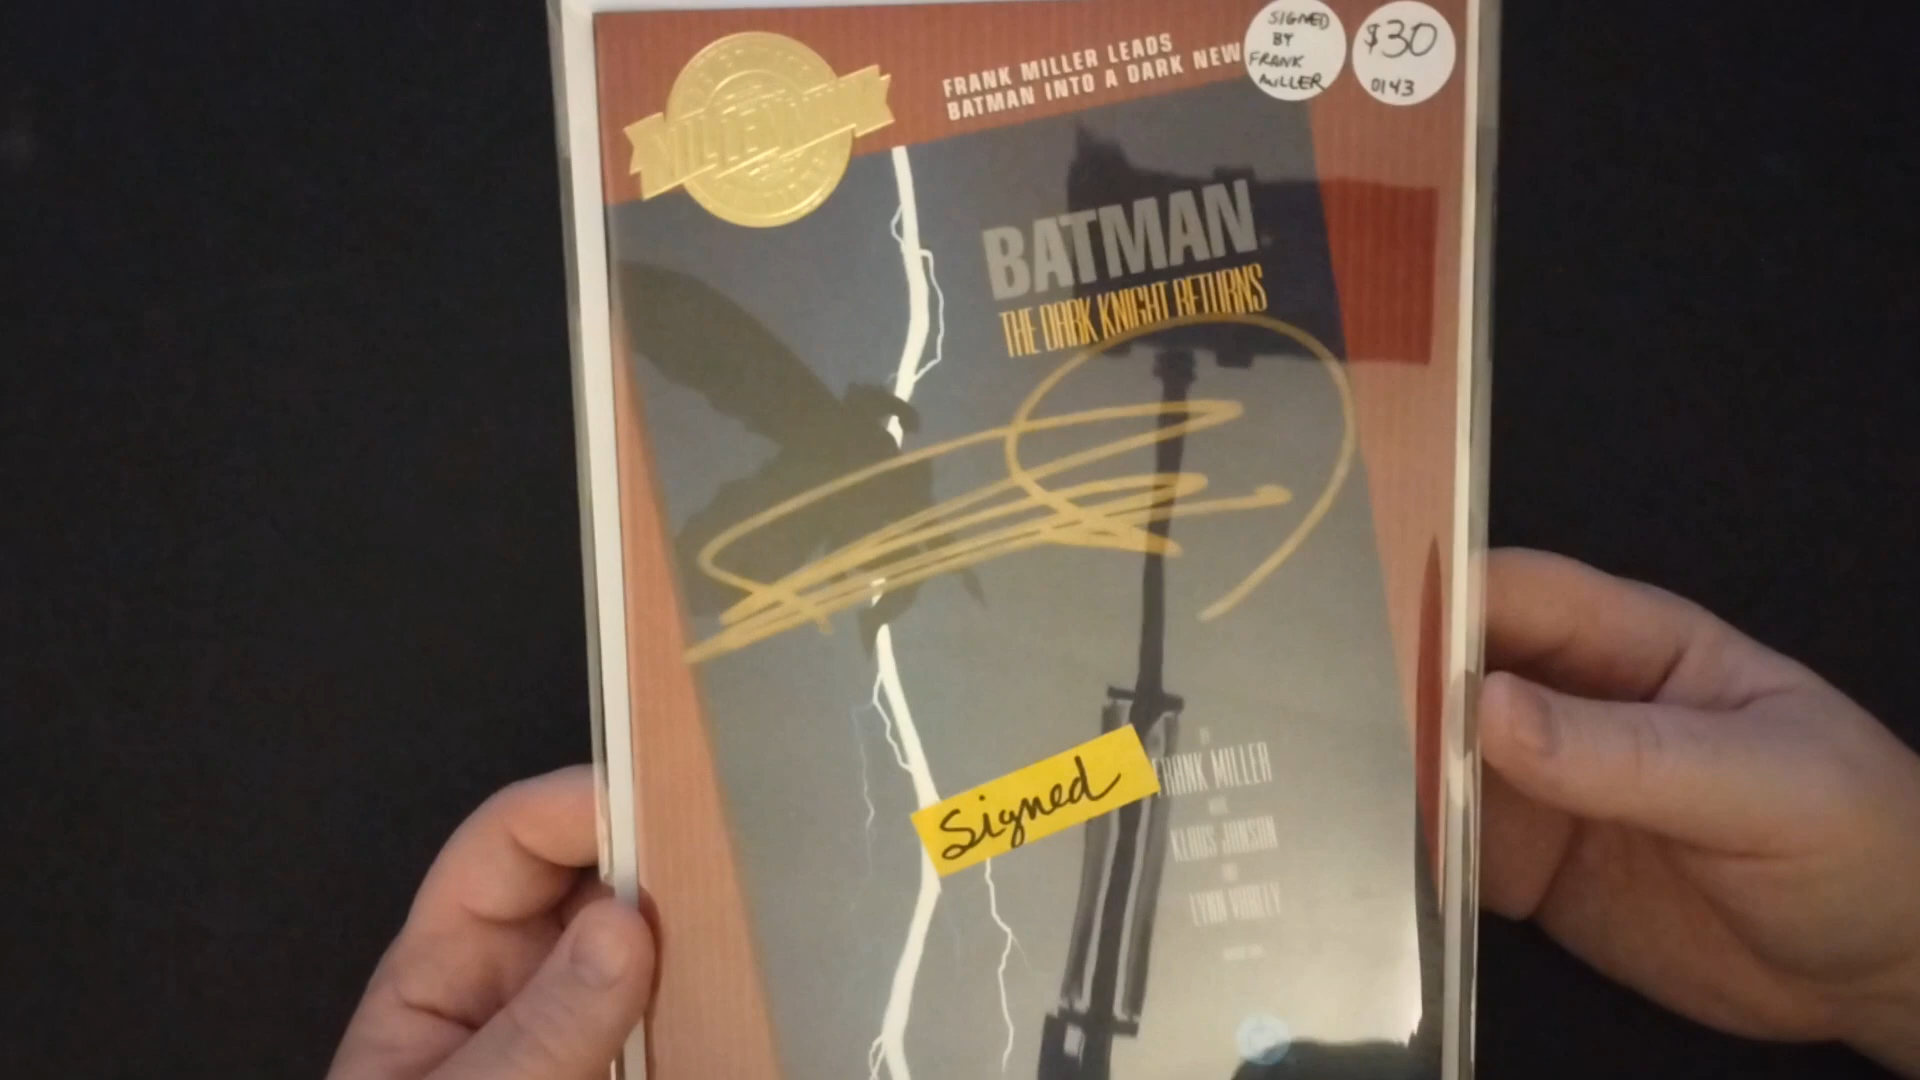 FRANK MILLER LEADS
BATMAN INTO A DARK NEW
SIGNED
BY
FRANK
MILLER
$30
0143
BATMAN
THE DARK KNIGHT RETURNS
Signed
BY
FRANK MILLER
KLAUS JANSON
LYNN VARLEY